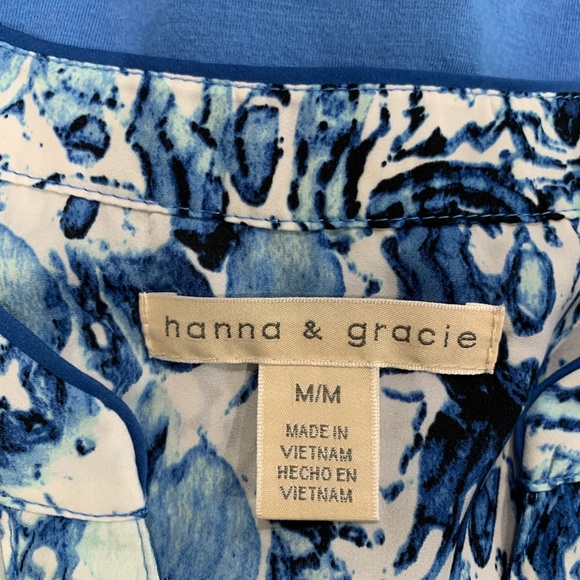 hanna & gracie
M/M
MADE IN
VIETNAM
HECHO EN
VIETNAM